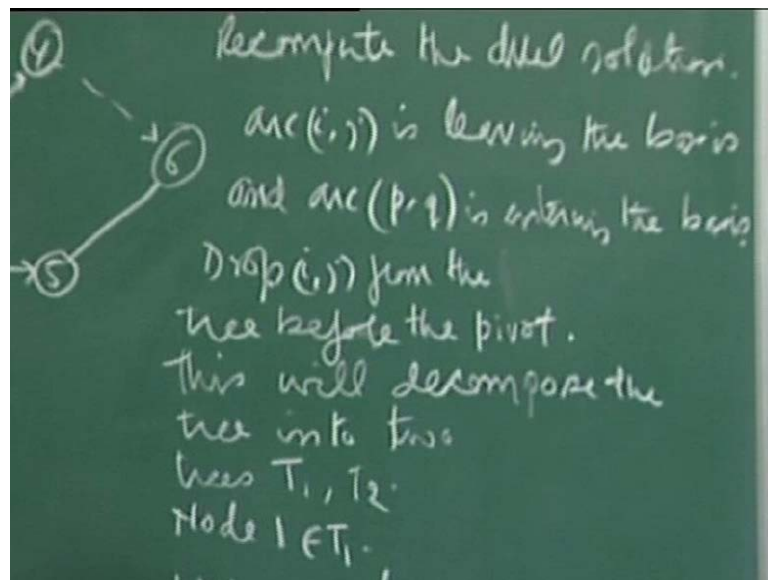 4
6
5
Recompute the dual solution.
arc (i, j) is leaving the basis
and arc (p, q) is entering the basis
Drop (i, j) from the
tree before the pivot.
This will decompose the
tree into two
trees T₁, T₂.
Node 1 ∈ T₁.